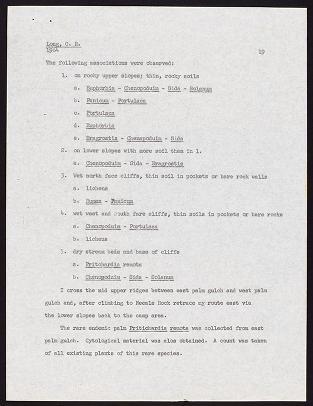 Long, C. R.
1964
19
The following associations were observed:
1. on rocky upper slopes; thin, rocky soils
a. Euphorbia - Chenopodium - Sida - Solanum
b. Panicum - Portulaca
c. Portulaca
d. Euphorbia
e. Eragrostis - Chenopodium - Sida
2. on lower slopes with more soil than in 1.
a. Chenopodium - Sida - Eragrostis
3. Wet north face cliffs, thin soil in pockets or bare rock walls
a. lichens
b. Rumex - Panicum
4. wet west and south face cliffs, thin soils in pockets or bare rocks
a. Chenopodium - Portulaca
b. lichens
5. dry stream beds and base of cliffs
a. Pritchardia remota
b. Chenopodium - Sida - Solanum
I cross the mid upper ridges between east palm gulch and west palm
gulch and, after climbing to Necals Rock retrace my route east via
the lower slopes back to the camp area.
The rare endemic palm Pritichardia remota was collected from east
palm gulch. Cytological material was also obtained. A count was taken
of all existing plants of this rare species.